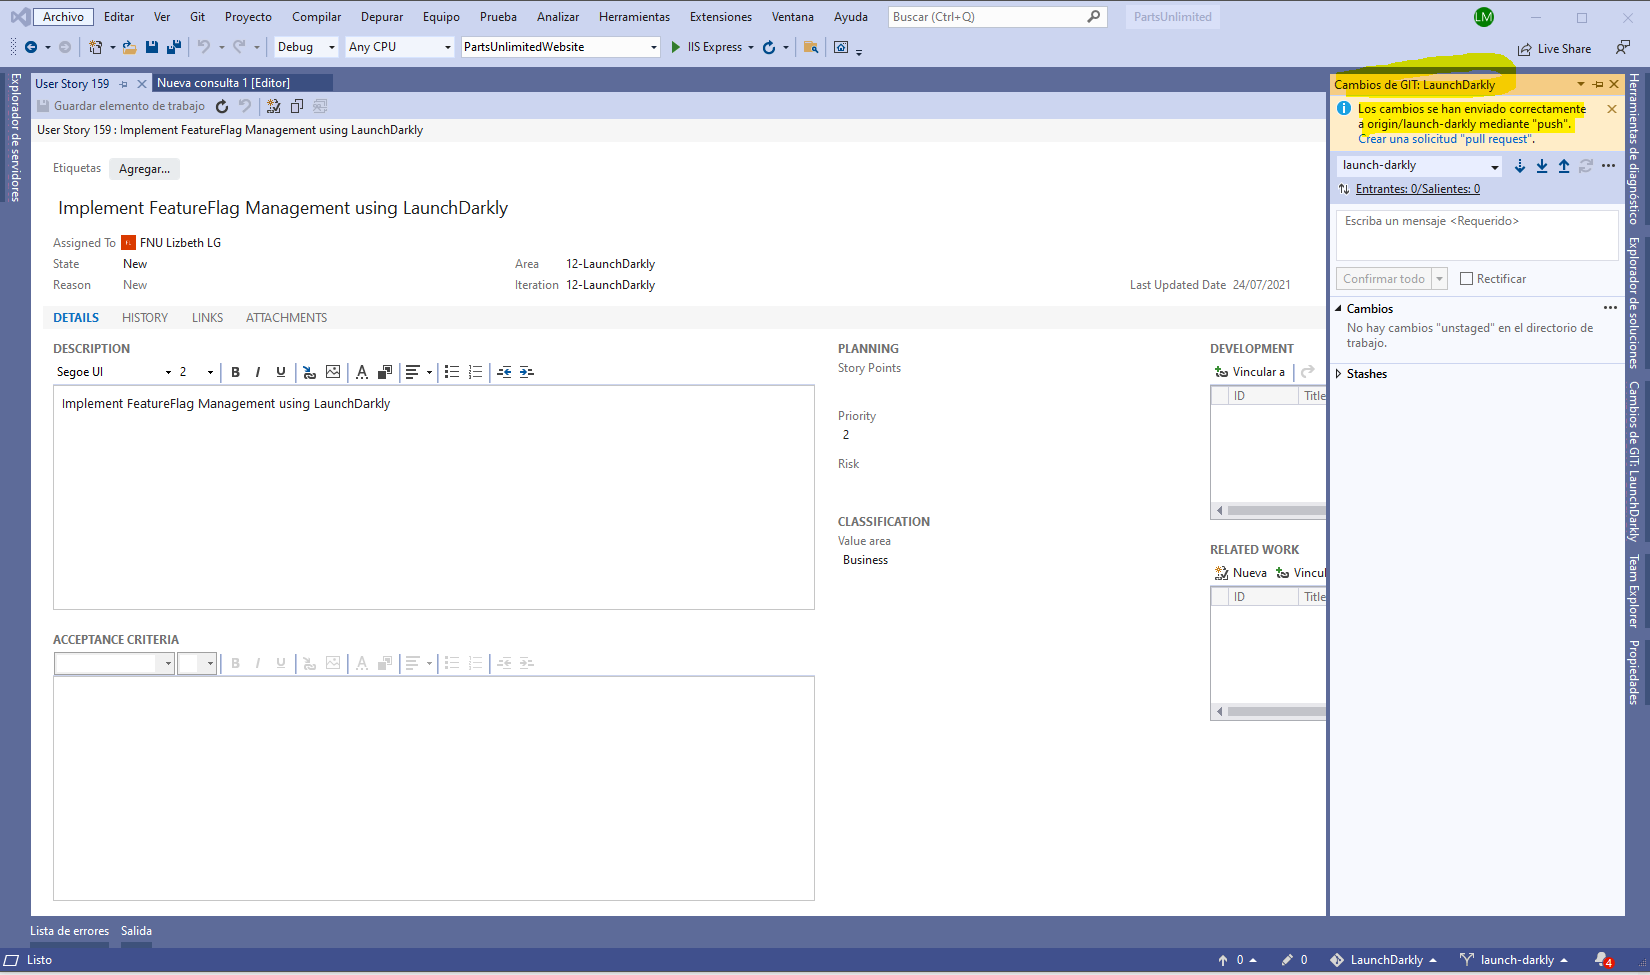 Archivo Editar Ver Git Proyecto Compilar Depurar Equipo Prueba Analizar Herramientas Extensiones Ventana Ayuda Buscar (Ctrl+Q) PartsUnlimited LM
Debug Any CPU PartsUnlimitedWebsite IIS Express Live Share
Explorador de servidores
User Story 159 Nueva consulta 1 [Editor]
Guardar elemento de trabajo
User Story 159 : Implement FeatureFlag Management using LaunchDarkly
Etiquetas Agregar...
Implement FeatureFlag Management using LaunchDarkly
Assigned To FNU Lizbeth LG
State New Area 12-LaunchDarkly
Reason New Iteration 12-LaunchDarkly Last Updated Date 24/07/2021
DETAILS HISTORY LINKS ATTACHMENTS
DESCRIPTION
Segoe UI 2 B I U A
Implement FeatureFlag Management using LaunchDarkly
ACCEPTANCE CRITERIA
B I U A
PLANNING
Story Points
Priority
2
Risk
CLASSIFICATION
Value area
Business
DEVELOPMENT
Vincular a
ID Title
RELATED WORK
Nueva Vincul
ID Title
Cambios de GIT: LaunchDarkly
Los cambios se han enviado correctamente
a origin/launch-darkly mediante "push".
Crear una solicitud "pull request".
launch-darkly
Entrantes: 0/Salientes: 0
Escriba un mensaje <Requerido>
Confirmar todo Rectificar
Cambios
No hay cambios "unstaged" en el directorio de
trabajo.
Stashes
Herramientas de diagnóstico
Explorador de soluciones
Cambios de GIT: LaunchDarkly
Team Explorer
Propiedades
Lista de errores Salida
Listo 0 0 LaunchDarkly launch-darkly 4